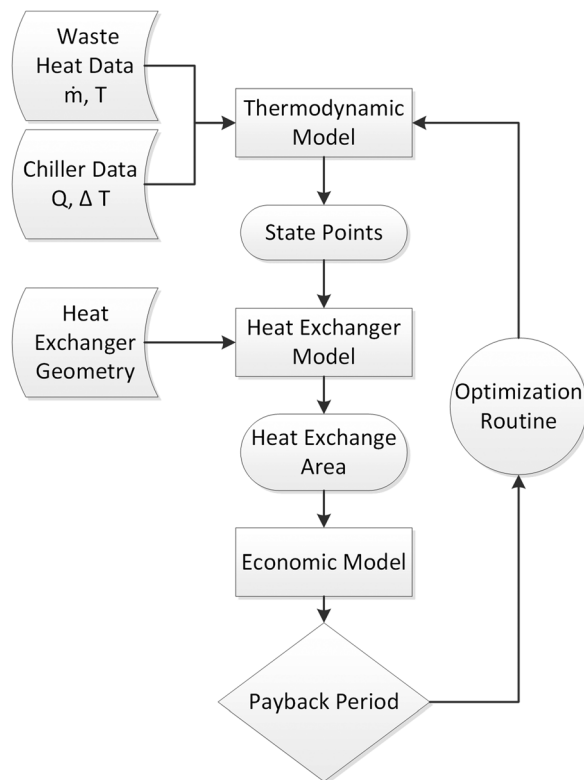 Waste
Heat Data
ṁ, T
Chiller Data
Q, Δ T
Thermodynamic
Model
State Points
Heat
Exchanger
Geometry
Heat Exchanger
Model
Optimization
Routine
Heat Exchange
Area
Economic Model
Payback Period